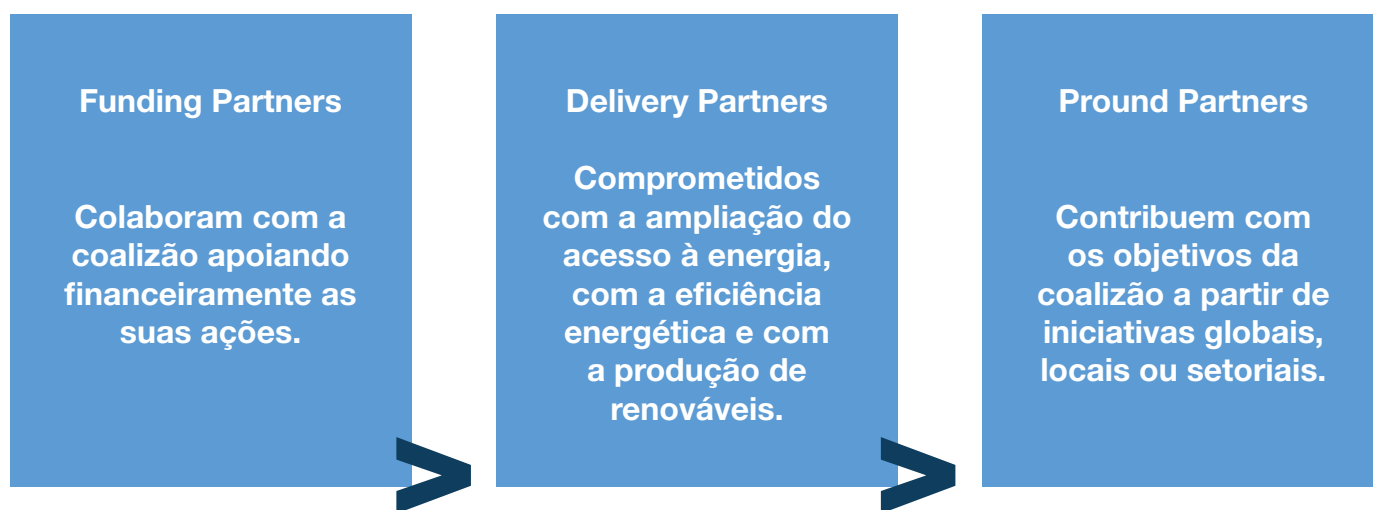 Funding Partners
Colaboram com a
coalizão apoiando
financeiramente as
suas ações.
>
Delivery Partners
Comprometidos
com a ampliação do
acesso à energia,
com a eficiência
energética e com
a produção de
renováveis.
>
Pround Partners
Contribuem com
os objetivos da
coalizão a partir de
iniciativas globais,
locais ou setoriais.